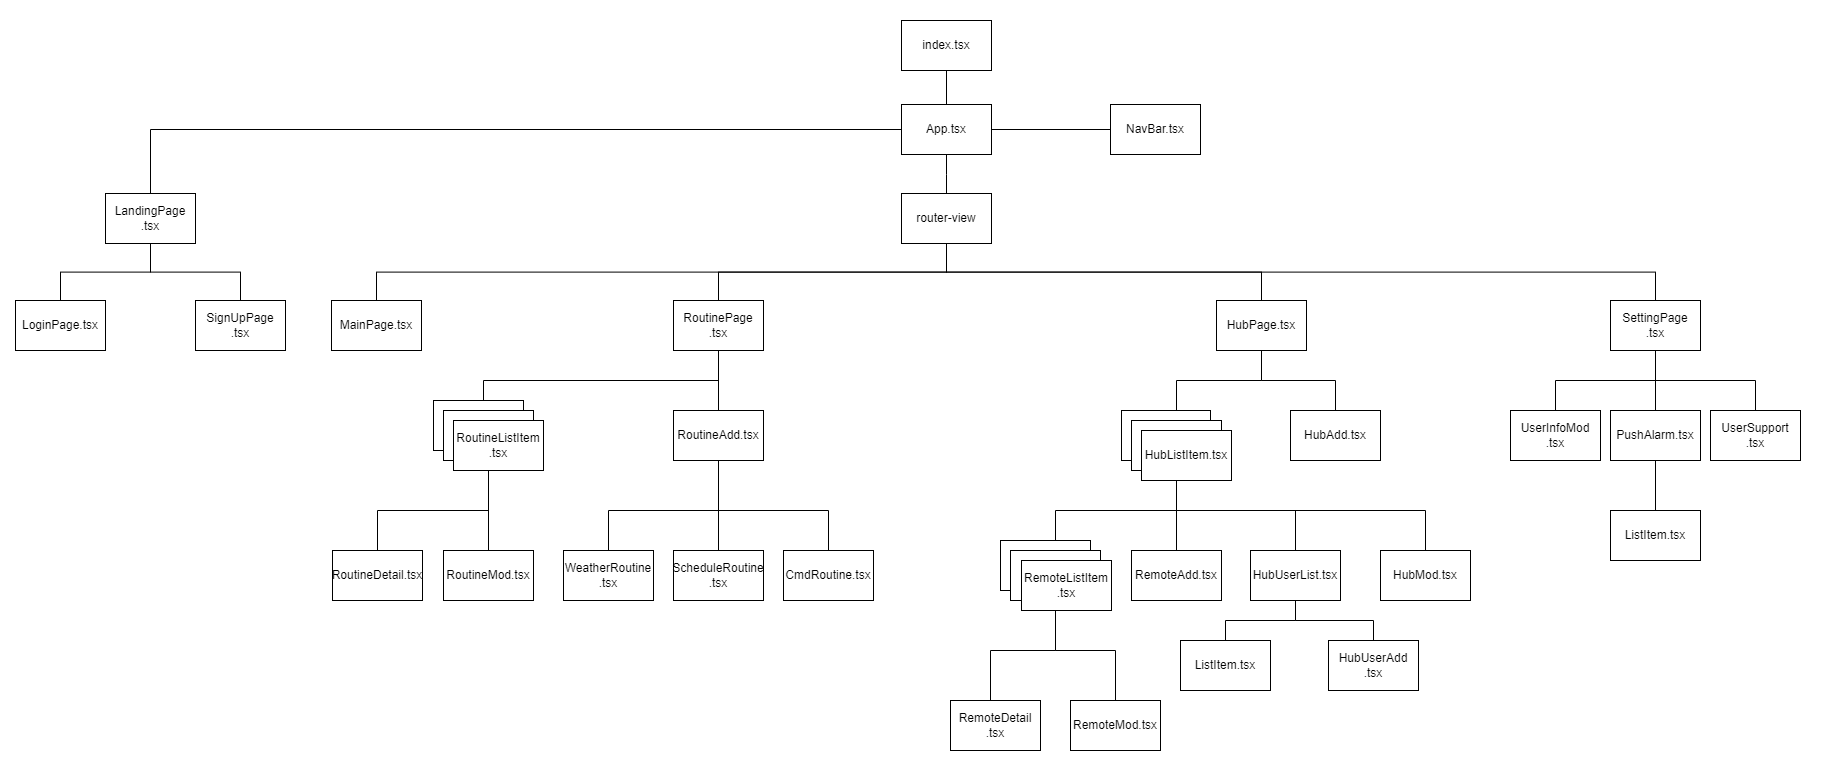 index.tsx
App.tsx
NavBar.tsx
LandingPage
.tsx
router-view
LoginPage.tsx
SignUpPage
.tsx
MainPage.tsx
RoutinePage
.tsx
HubPage.tsx
SettingPage
.tsx
RoutineListItem
.tsx
RoutineAdd.tsx
HubListItem.tsx
HubAdd.tsx
UserInfoMod
.tsx
PushAlarm.tsx
UserSupport
.tsx
RoutineDetail.tsx
RoutineMod.tsx
WeatherRoutine
.tsx
ScheduleRoutine
.tsx
CmdRoutine.tsx
RemoteListItem
.tsx
RemoteAdd.tsx
HubUserList.tsx
HubMod.tsx
ListItem.tsx
ListItem.tsx
HubUserAdd
.tsx
RemoteDetail
.tsx
RemoteMod.tsx